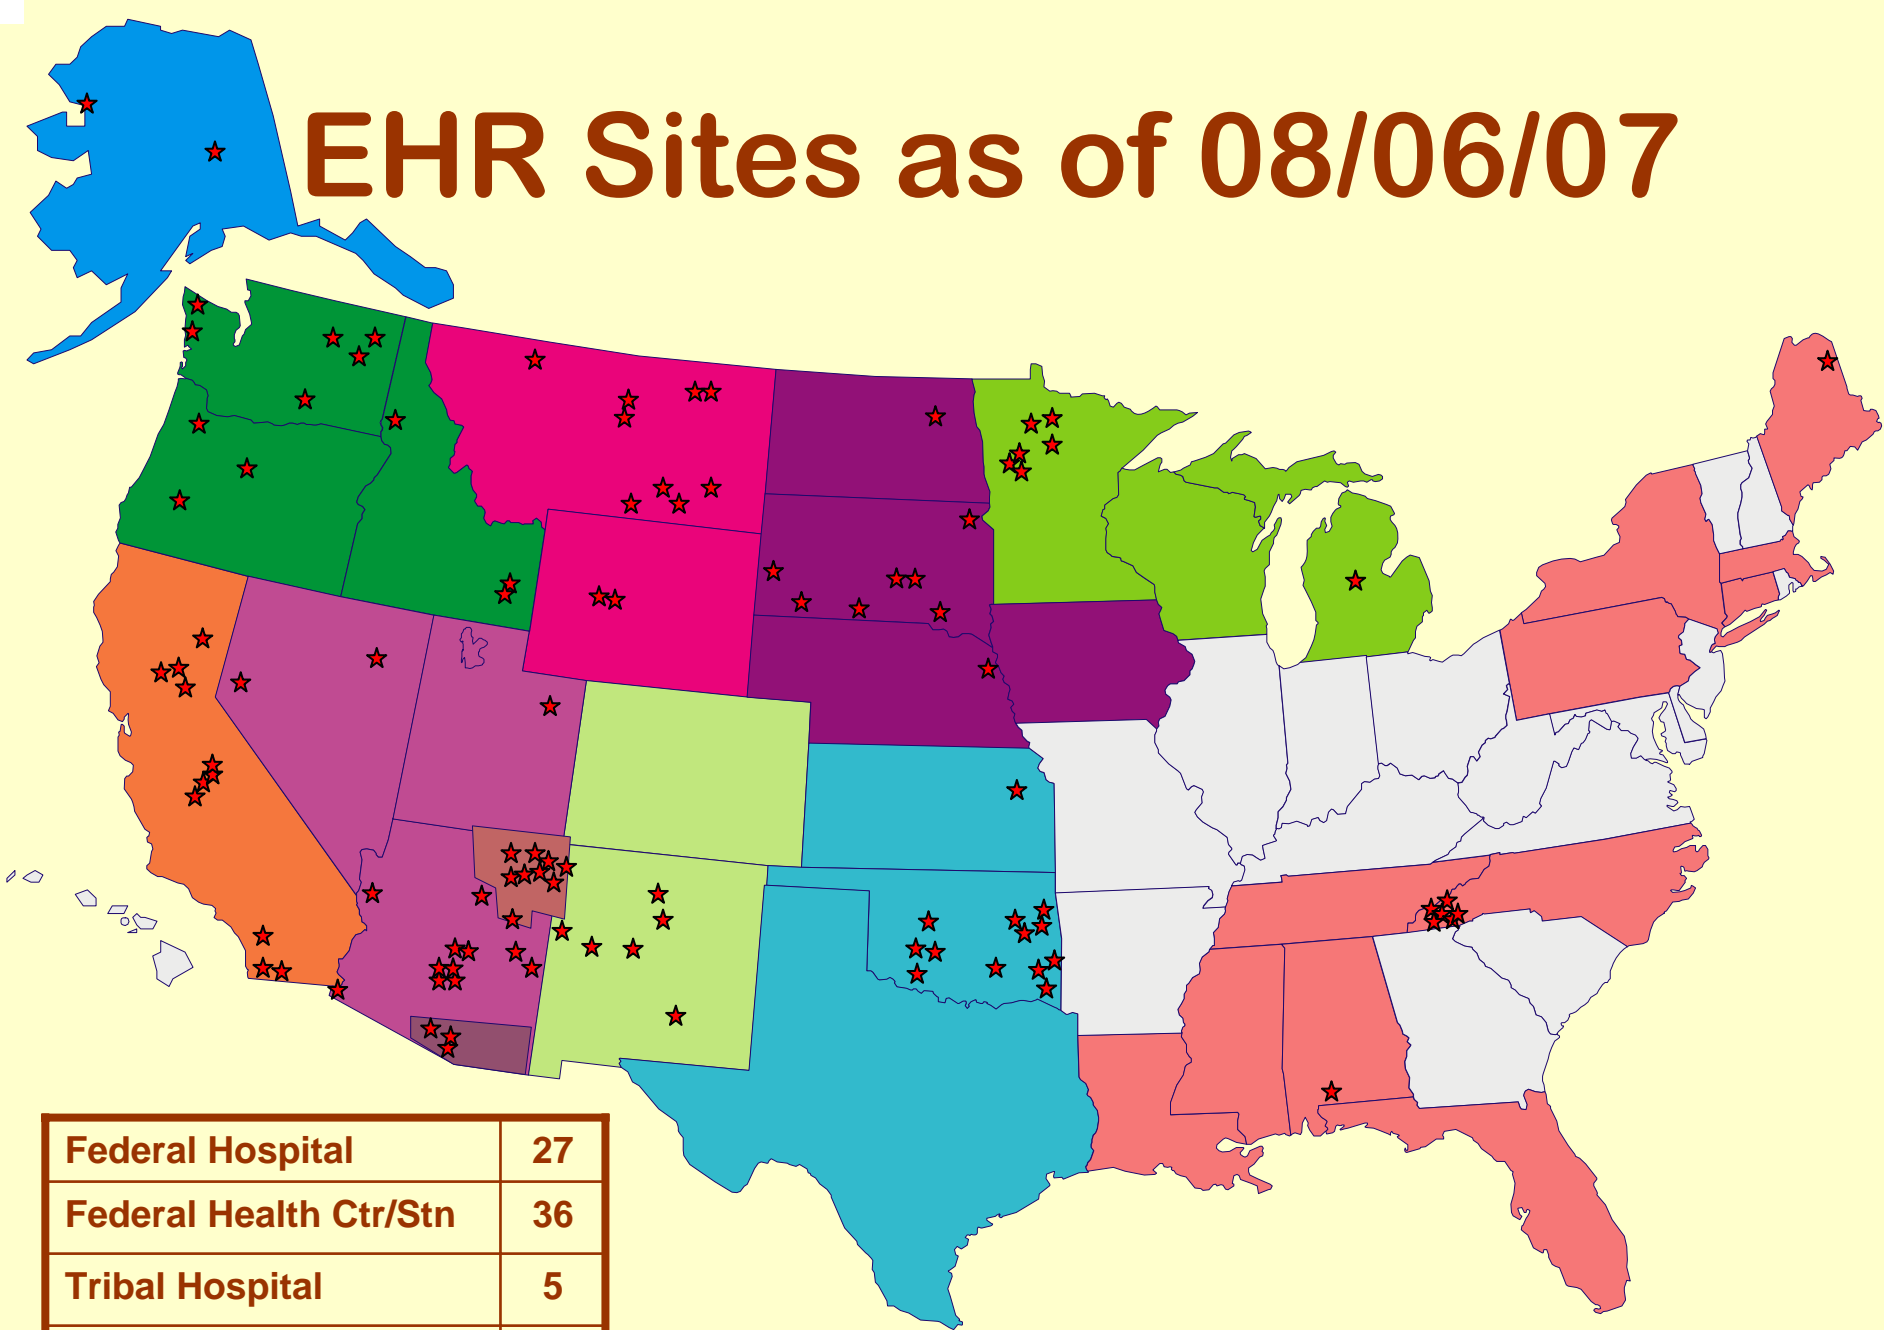 EHR Sites as of 08/06/07
Federal Hospital 27
Federal Health Ctr/Stn 36
Tribal Hospital 5